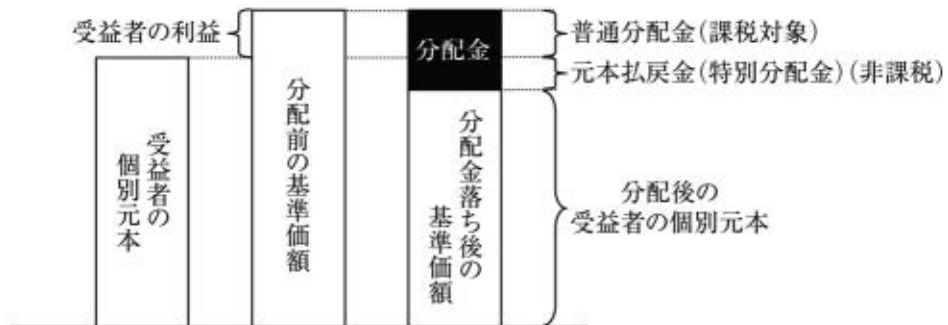 受益者の利益
受益者の
個別元本
分配前の基準価額
分配金
分配金落ち後の
基準価額
普通分配金(課税対象)
元本払戻金(特別分配金)(非課税)
分配後の
受益者の個別元本